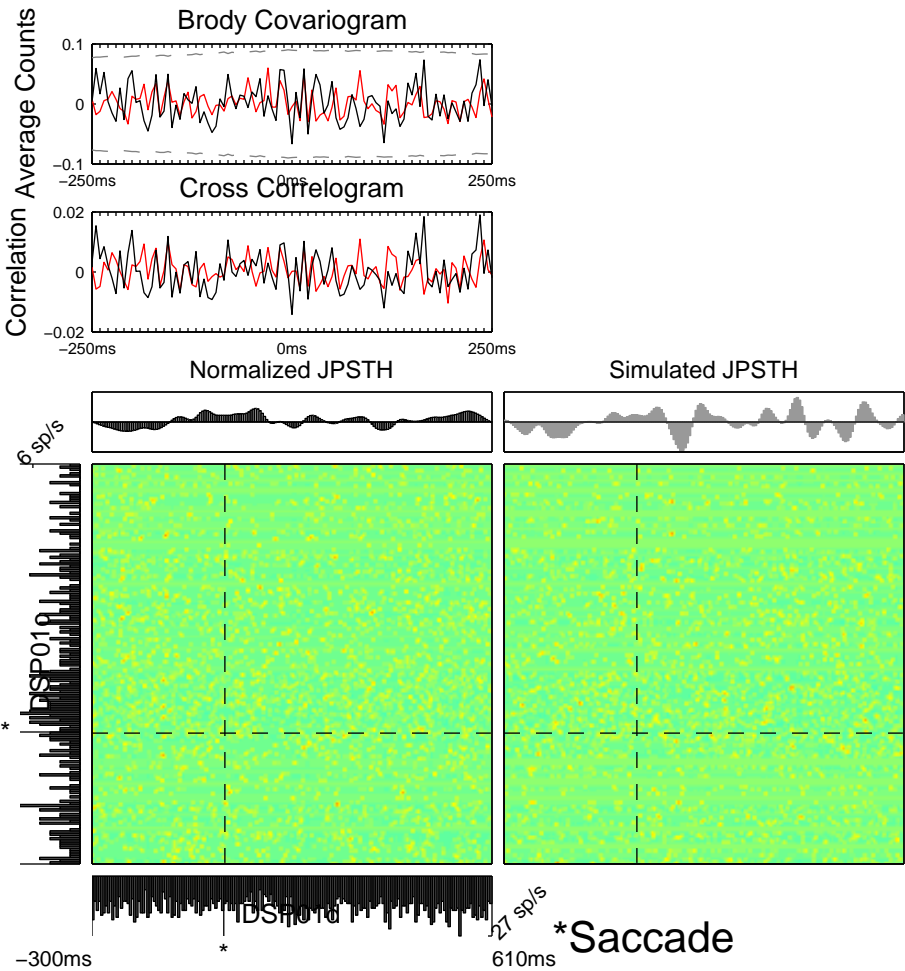 Brody Covariogram
Average Counts
0.1
0
−0.1
−250ms
0ms
250ms
Cross Correlogram
Correlation
0.02
0
−0.02
−250ms
0ms
250ms
Normalized JPSTH
Simulated JPSTH
6 sp/s
*
DSP01d
27 sp/s
*
*Saccade
−300ms
610ms